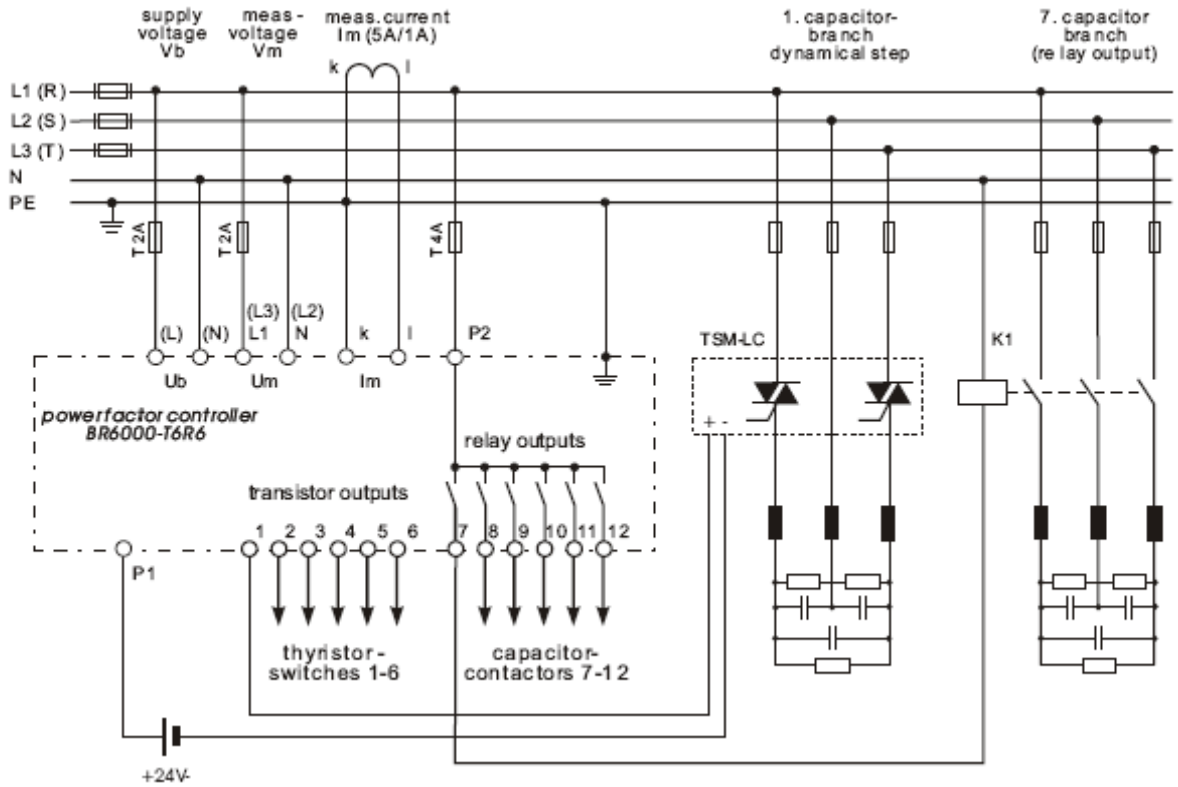 supply
voltage
Vb
meas-
voltage
Vm
meas.current
Im (5A/1A)
k l
1. capacitor-
branch
dynamical step
7. capacitor
branch
(relay output)
L1 (R)
L2 (S)
L3 (T)
N
PE
T2A
T2A
T4A
(L3) (L2)
(L) (N) L1 N k l P2
Ub Um Im
TSM-LC
K1
powerfactor controller
BR6000-T6R6
+ -
relay outputs
transistor outputs
1 2 3 4 5 6 7 8 9 10 11 12
P1
thyristor-
switches 1-6
capacitor-
contactors 7-12
+24V-